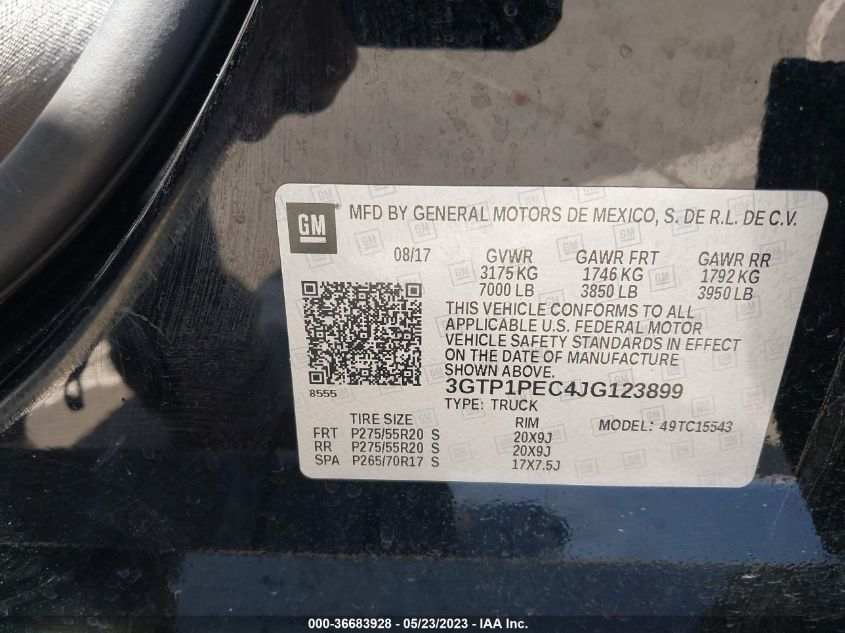 GM MFD BY GENERAL MOTORS DE MEXICO, S. DE R.L. DE C.V.
08/17 GVWR GAWR FRT GAWR RR
3175 KG 1746 KG 1792 KG
7000 LB 3850 LB 3950 LB
THIS VEHICLE CONFORMS TO ALL
APPLICABLE U.S. FEDERAL MOTOR
VEHICLE SAFETY STANDARDS IN EFFECT
ON THE DATE OF MANUFACTURE
SHOWN ABOVE.
8555
3GTP1PEC4JG123899
TYPE: TRUCK
TIRE SIZE RIM MODEL: 49TC15543
FRT P275/55R20 S 20X9J
RR P275/55R20 S 20X9J
SPA P265/70R17 S 17X7.5J
000-36683928 - 05/23/2023 - IAAI.com - Copyright IAA, LLC